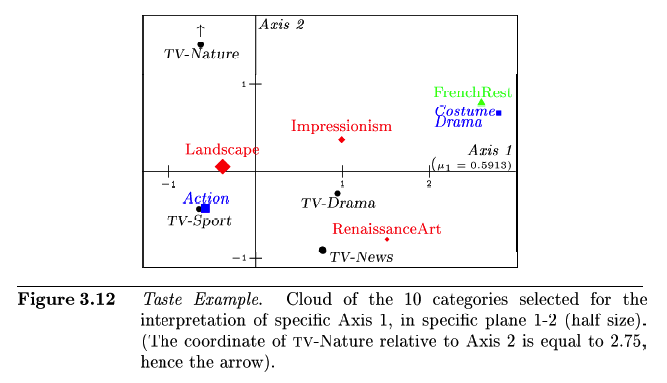 Axis 2
↑
TV-Nature
1
FrenchRest
Costume
Drama
Impressionism
Landscape
Axis 1
(μ₁ = 0.5913)
−1
1
2
Action
TV-Drama
TV-Sport
RenaissanceArt
−1
TV-News
Figure 3.12 Taste Example. Cloud of the 10 categories selected for the
interpretation of specific Axis 1, in specific plane 1-2 (half size).
(The coordinate of TV-Nature relative to Axis 2 is equal to 2.75,
hence the arrow).